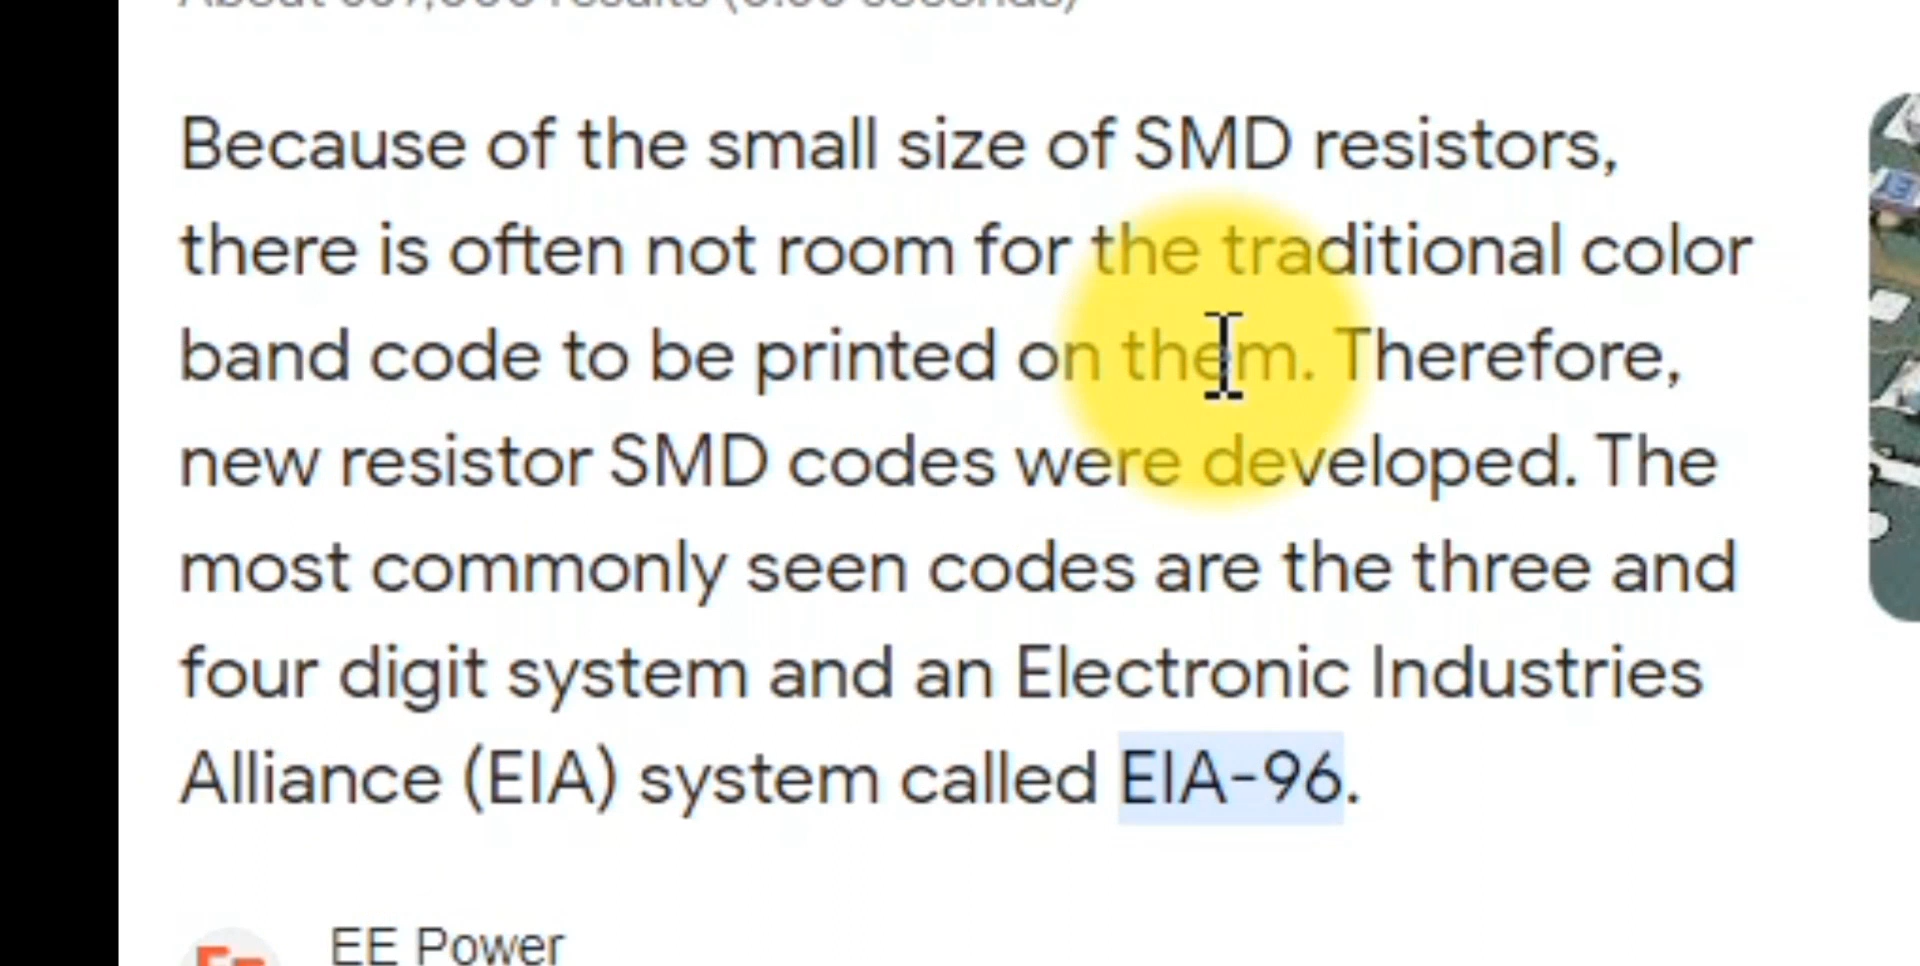 Because of the small size of SMD resistors,
there is often not room for the traditional color
band code to be printed on them. Therefore,
new resistor SMD codes were developed. The
most commonly seen codes are the three and
four digit system and an Electronic Industries
Alliance (EIA) system called EIA-96.
EE Power